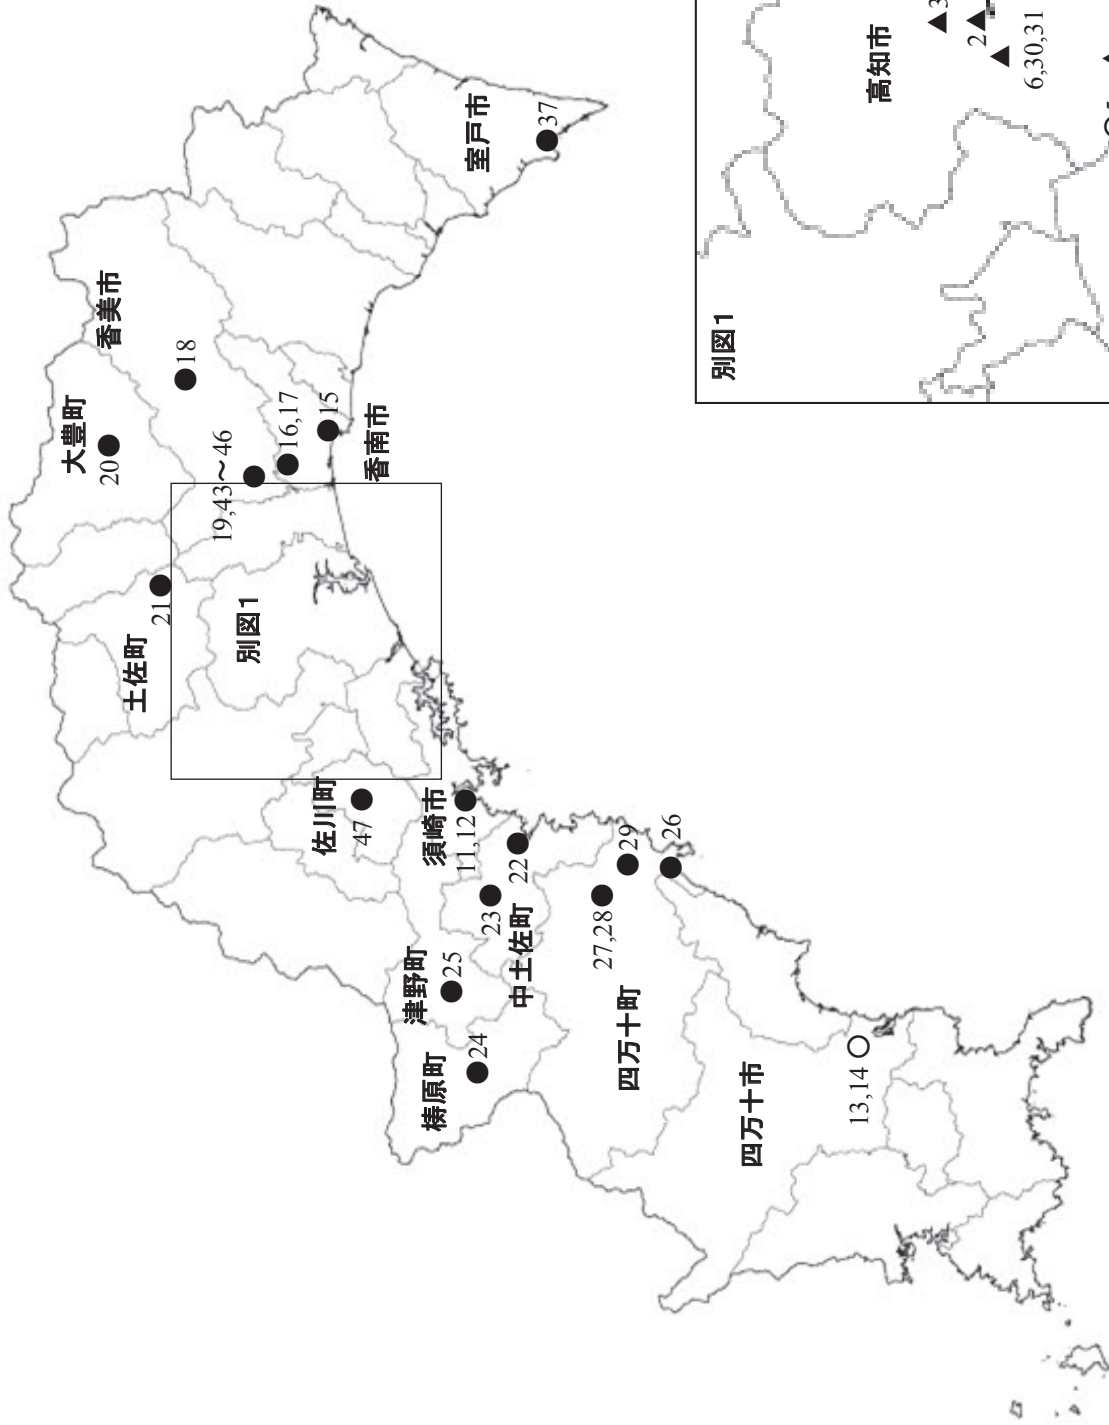 室戸市
37
香美市
18
大豊町
20
16,17
15
香南市
19,43～46
21
土佐町
別図1
佐川町
47
須崎市
11,12
22
23
中土佐町
29
26
27,28
津野町
25
梼原町
24
四万十町
四万十市
13,14
別図1
高知市
2
6,30,31